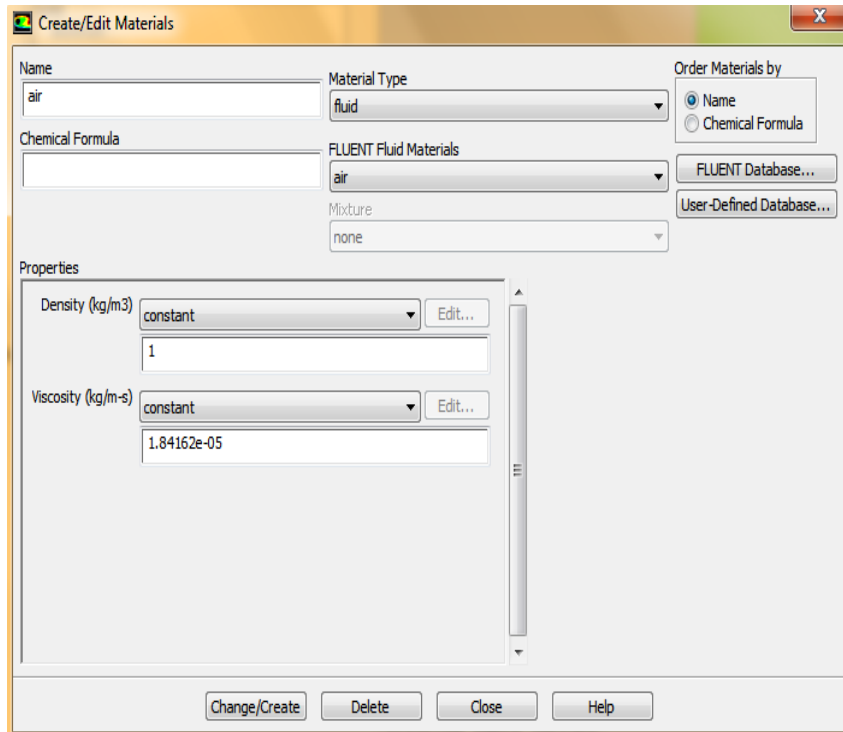 Create/Edit Materials
X
Name
air
Material Type
fluid
Order Materials by
Name
Chemical Formula
Chemical Formula
FLUENT Fluid Materials
air
FLUENT Database...
User-Defined Database...
Mixture
none
Properties
Density (kg/m3)
constant
Edit...
1
Viscosity (kg/m-s)
constant
Edit...
1.84162e-05
Change/Create
Delete
Close
Help